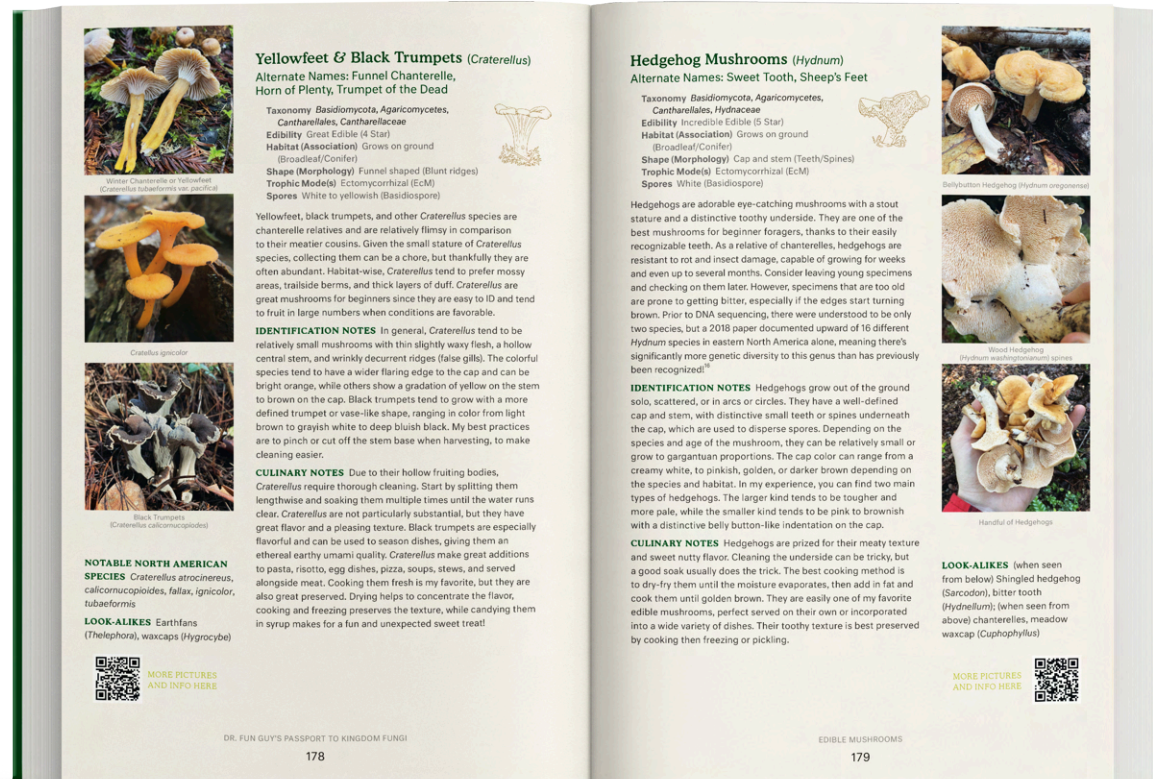 Winter Chanterelle or Yellowfeet
(Craterellus tubaeformis var. pacifica)
Cratellus ignicolor
Black Trumpets
(Craterellus calicornucopiodes)
NOTABLE NORTH AMERICAN
SPECIES Craterellus atrocinereus,
calicornucopioides, fallax, ignicolor,
tubaeformis
LOOK-ALIKES Earthfans
(Thelephora), waxcaps (Hygrocybe)
MORE PICTURES
AND INFO HERE
Yellowfeet & Black Trumpets (Craterellus)
Alternate Names: Funnel Chanterelle,
Horn of Plenty, Trumpet of the Dead
Taxonomy Basidiomycota, Agaricomycetes,
Cantharellales, Cantharellaceae
Edibility Great Edible (4 Star)
Habitat (Association) Grows on ground
(Broadleaf/Conifer)
Shape (Morphology) Funnel shaped (Blunt ridges)
Trophic Mode(s) Ectomycorrhizal (EcM)
Spores White to yellowish (Basidiospore)
Yellowfeet, black trumpets, and other Craterellus species are
chanterelle relatives and are relatively flimsy in comparison
to their meatier cousins. Given the small stature of Craterellus
species, collecting them can be a chore, but thankfully they are
often abundant. Habitat-wise, Craterellus tend to prefer mossy
areas, trailside berms, and thick layers of duff. Craterellus are
great mushrooms for beginners since they are easy to ID and tend
to fruit in large numbers when conditions are favorable.
IDENTIFICATION NOTES In general, Craterellus tend to be
relatively small mushrooms with thin slightly waxy flesh, a hollow
central stem, and wrinkly decurrent ridges (false gills). The colorful
species tend to have a wider flaring edge to the cap and can be
bright orange, while others show a gradation of yellow on the stem
to brown on the cap. Black trumpets tend to grow with a more
defined trumpet or vase-like shape, ranging in color from light
brown to grayish white to deep bluish black. My best practices
are to pinch or cut off the stem base when harvesting, to make
cleaning easier.
CULINARY NOTES Due to their hollow fruiting bodies,
Craterellus require thorough cleaning. Start by splitting them
lengthwise and soaking them multiple times until the water runs
clear. Craterellus are not particularly substantial, but they have
great flavor and a pleasing texture. Black trumpets are especially
flavorful and can be used to season dishes, giving them an
ethereal earthy umami quality. Craterellus make great additions
to pasta, risotto, egg dishes, pizza, soups, stews, and served
alongside meat. Cooking them fresh is my favorite, but they are
also great preserved. Drying helps to concentrate the flavor,
cooking and freezing preserves the texture, while candying them
in syrup makes for a fun and unexpected sweet treat!
DR. FUN GUY'S PASSPORT TO KINGDOM FUNGI
178
Hedgehog Mushrooms (Hydnum)
Alternate Names: Sweet Tooth, Sheep's Feet
Taxonomy Basidiomycota, Agaricomycetes,
Cantharellales, Hydnaceae
Edibility Incredible Edible (5 Star)
Habitat (Association) Grows on ground
(Broadleaf/Conifer)
Shape (Morphology) Cap and stem (Teeth/Spines)
Trophic Mode(s) Ectomycorrhizal (EcM)
Spores White (Basidiospore)
Hedgehogs are adorable eye-catching mushrooms with a stout
stature and a distinctive toothy underside. They are one of the
best mushrooms for beginner foragers, thanks to their easily
recognizable teeth. As a relative of chanterelles, hedgehogs are
resistant to rot and insect damage, capable of growing for weeks
and even up to several months. Consider leaving young specimens
and checking on them later. However, specimens that are too old
are prone to getting bitter, especially if the edges start turning
brown. Prior to DNA sequencing, there were understood to be only
two species, but a 2018 paper documented upward of 16 different
Hydnum species in eastern North America alone, meaning there's
significantly more genetic diversity to this genus than has previously
been recognized!16
IDENTIFICATION NOTES Hedgehogs grow out of the ground
solo, scattered, or in arcs or circles. They have a well-defined
cap and stem, with distinctive small teeth or spines underneath
the cap, which are used to disperse spores. Depending on the
species and age of the mushroom, they can be relatively small or
grow to gargantuan proportions. The cap color can range from a
creamy white, to pinkish, golden, or darker brown depending on
the species and habitat. In my experience, you can find two main
types of hedgehogs. The larger kind tends to be tougher and
more pale, while the smaller kind tends to be pink to brownish
with a distinctive belly button-like indentation on the cap.
CULINARY NOTES Hedgehogs are prized for their meaty texture
and sweet nutty flavor. Cleaning the underside can be tricky, but
a good soak usually does the trick. The best cooking method is
to dry-fry them until the moisture evaporates, then add in fat and
cook them until golden brown. They are easily one of my favorite
edible mushrooms, perfect served on their own or incorporated
into a wide variety of dishes. Their toothy texture is best preserved
by cooking then freezing or pickling.
Bellybutton Hedgehog (Hydnum oregonense)
Wood Hedgehog
(Hydnum washingtonianum) spines
Handful of Hedgehogs
LOOK-ALIKES (when seen
from below) Shingled hedgehog
(Sarcodon), bitter tooth
(Hydnellum); (when seen from
above) chanterelles, meadow
waxcap (Cuphophyllus)
MORE PICTURES
AND INFO HERE
EDIBLE MUSHROOMS
179